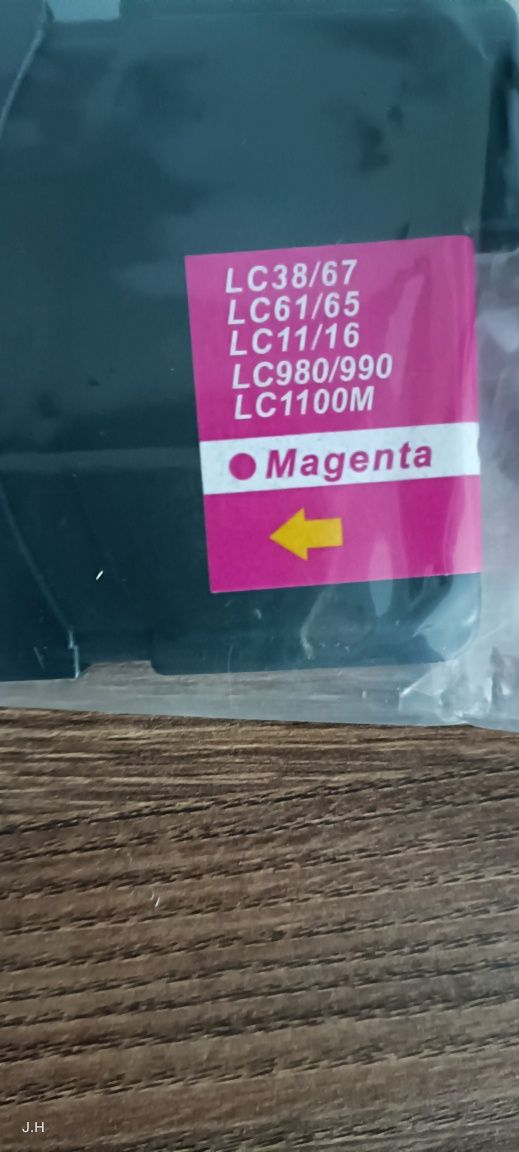 LC38/67
LC61/65
LC11/16
LC980/990
LC1100M
Magenta
J.H